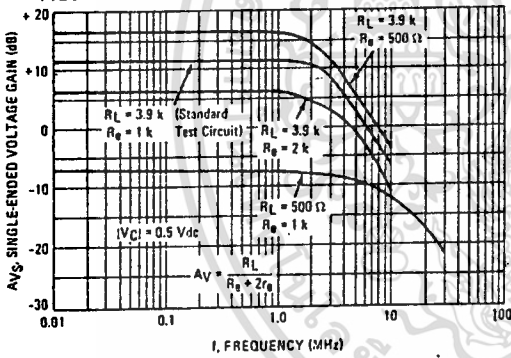 + 20
+10
0
-10
-20
-30
AVS, SINGLE-ENDED VOLTAGE GAIN (dB)
RL = 3.9 k
Re = 500 Ω
RL = 3.9 k (Standard
Re = 1 k Test Circuit)
RL = 3.9 k
Re = 2 k
RL = 500 Ω
Re = 1 k
|VC| = 0.5 Vdc
AV = RL
Re + 2re
0.01 0.1 1.0 10 100
f, FREQUENCY (MHz)